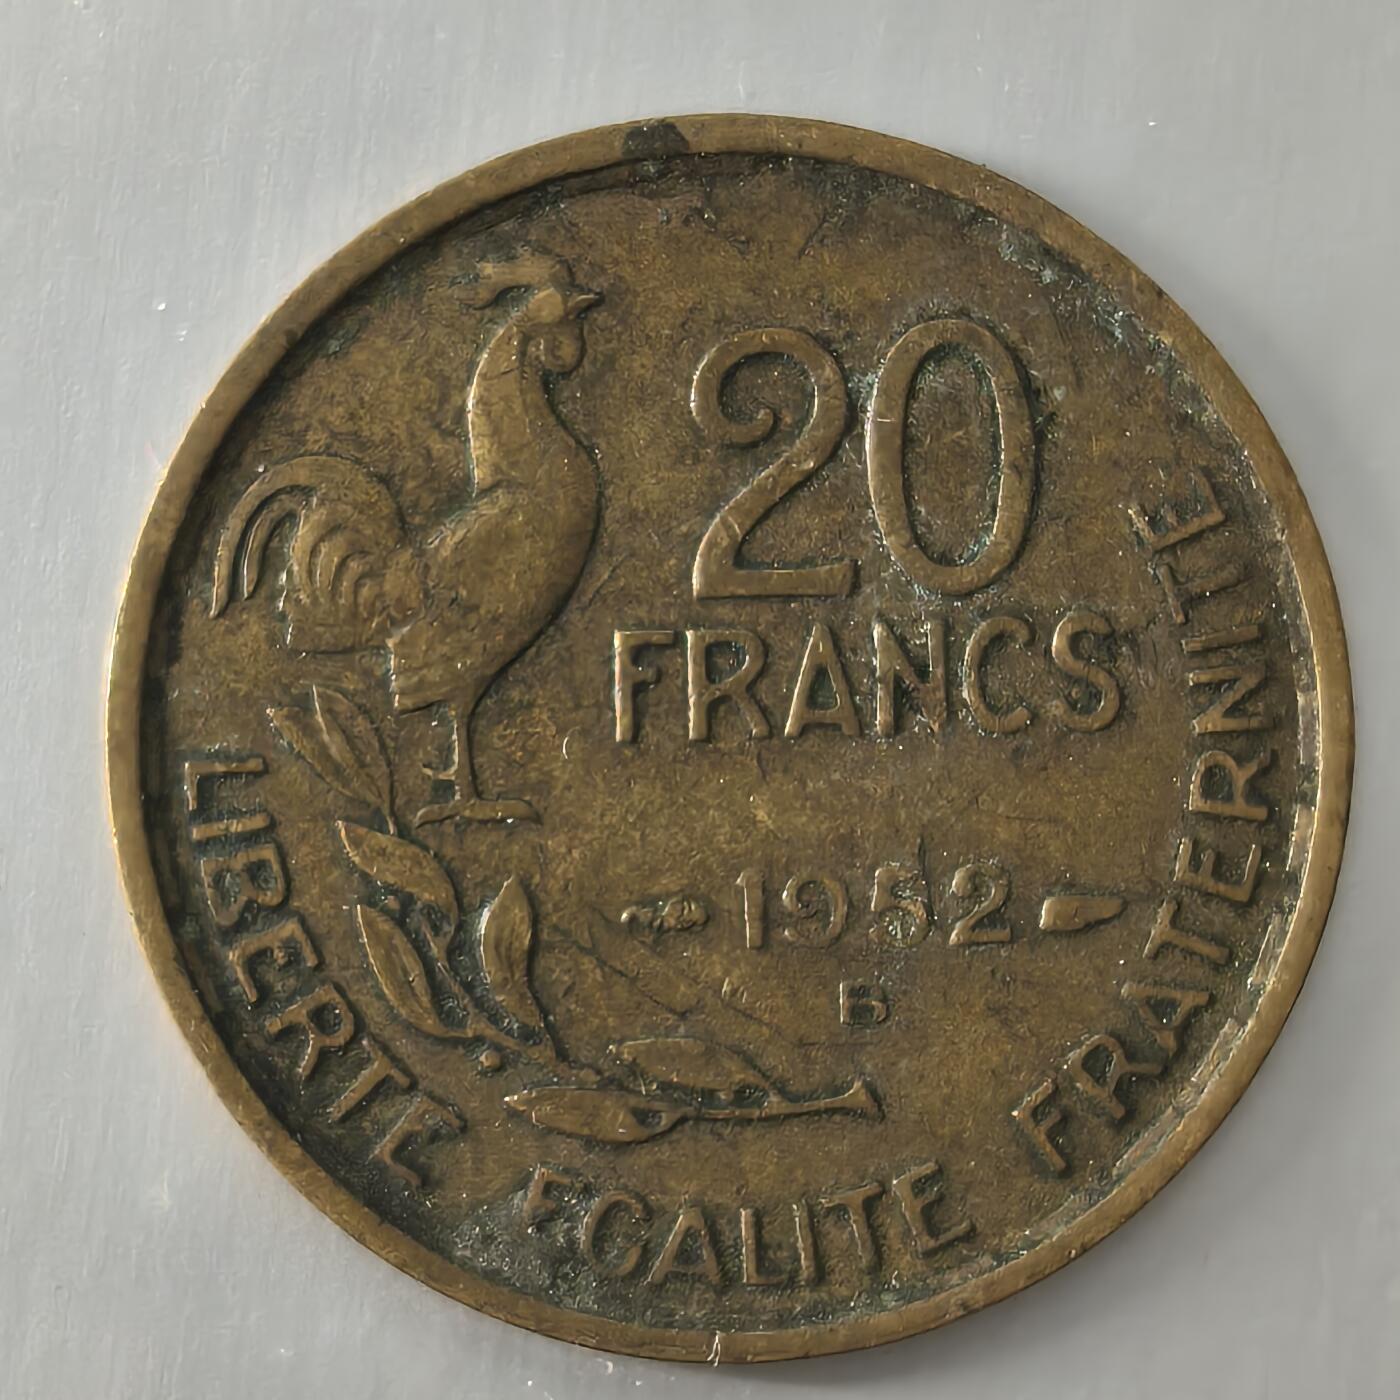 20
FRANCS
1952
B
LIBERTE EGALITE FRATERNITE